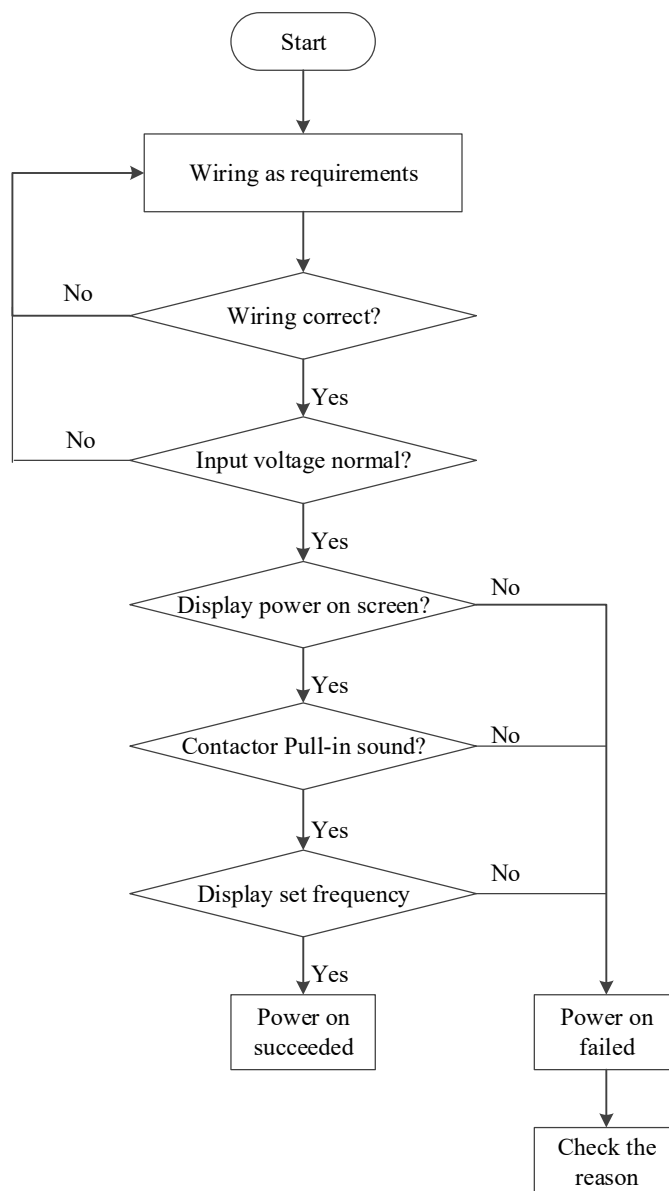 Start
Wiring as requirements
No
Wiring correct?
Yes
No
Input voltage normal?
Yes
Display power on screen?
No
Yes
Contactor Pull-in sound?
No
Yes
Display set frequency
No
Yes
Power on
succeeded
Power on
failed
Check the
reason